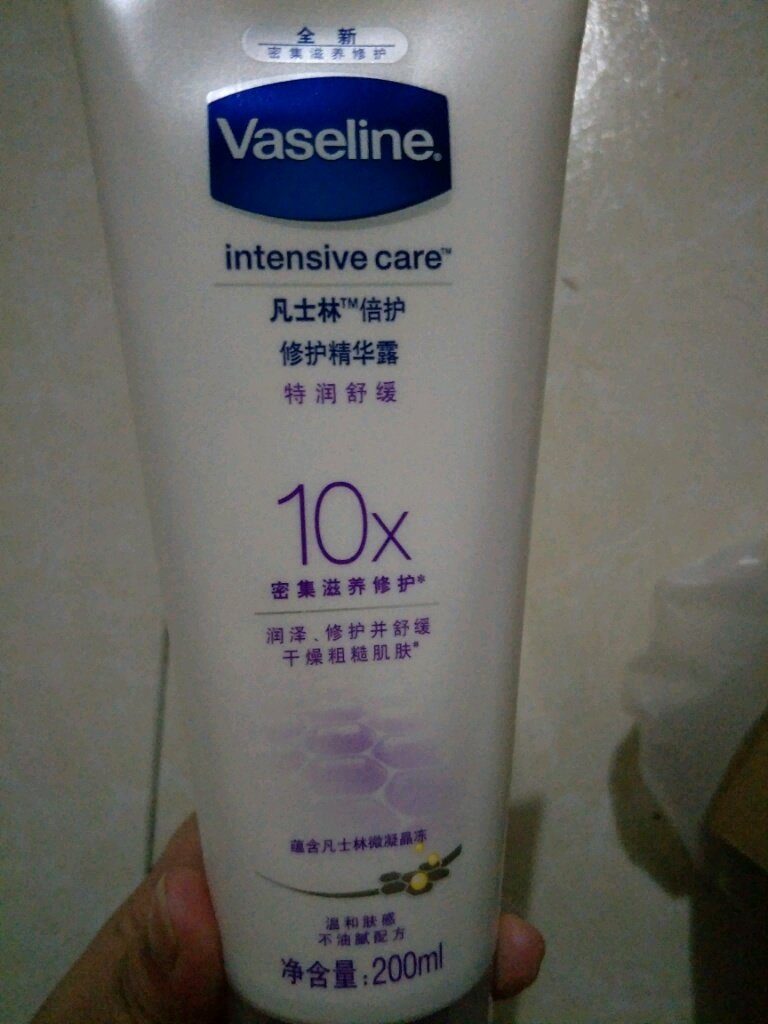 全新
密集滋养修护
Vaseline®
intensive care™
凡士林™倍护
修护精华露
特润舒缓
10x
密集滋养修护*
润泽、修护并舒缓
干燥粗糙肌肤#
蕴含凡士林微凝晶冻
温和肤感
不油腻配方
净含量:200ml